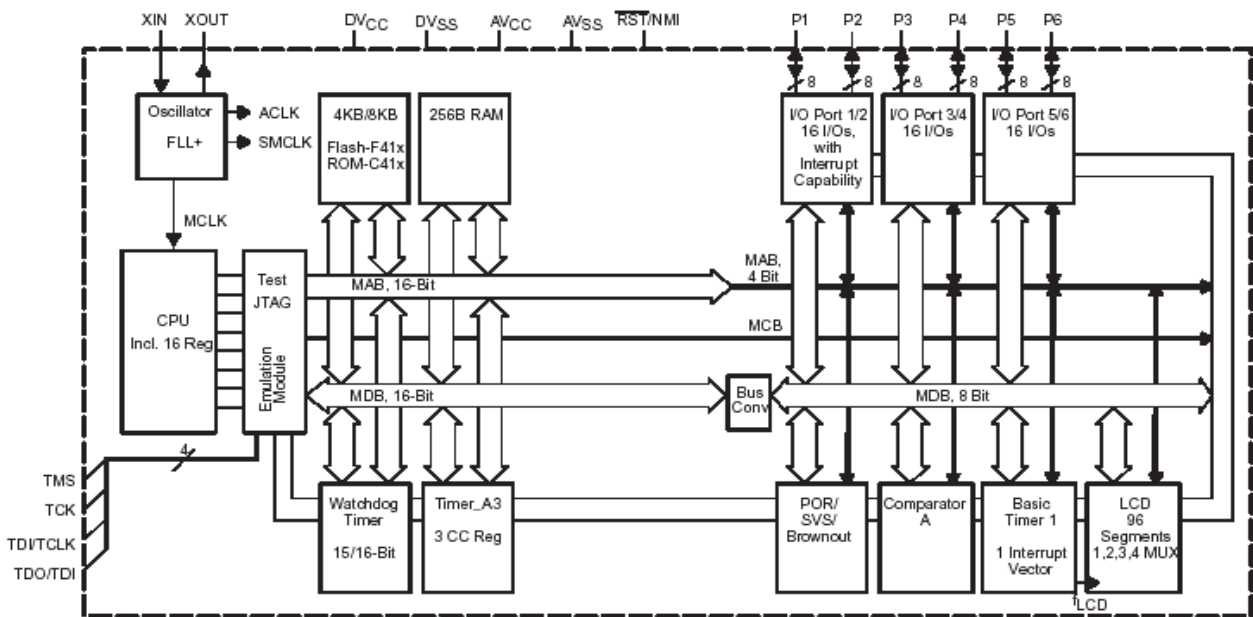 XIN XOUT DVCC DVSS AVCC AVSS RST/NMI P1 P2 P3 P4 P5 P6
8 8 8 8 8 8
Oscillator
FLL+
ACLK
SMCLK
4KB/8KB
Flash-F41x
ROM-C41x
256B RAM
I/O Port 1/2
16 I/Os,
with
Interrupt
Capability
I/O Port 3/4
16 I/Os
I/O Port 5/6
16 I/Os
MCLK
CPU
Incl. 16 Reg
Test
JTAG
Emulation
Module
MAB, 16-Bit
MAB,
4 Bit
MCB
MDB, 16-Bit
Bus
Conv
MDB, 8 Bit
4
TMS
TCK
TDI/TCLK
TDO/TDI
Watchdog
Timer
15/16-Bit
Timer_A3
3 CC Reg
POR/
SVS/
Brownout
Comparator
A
Basic
Timer 1
1 Interrupt
Vector
LCD
96
Segments
1,2,3,4 MUX
fLCD